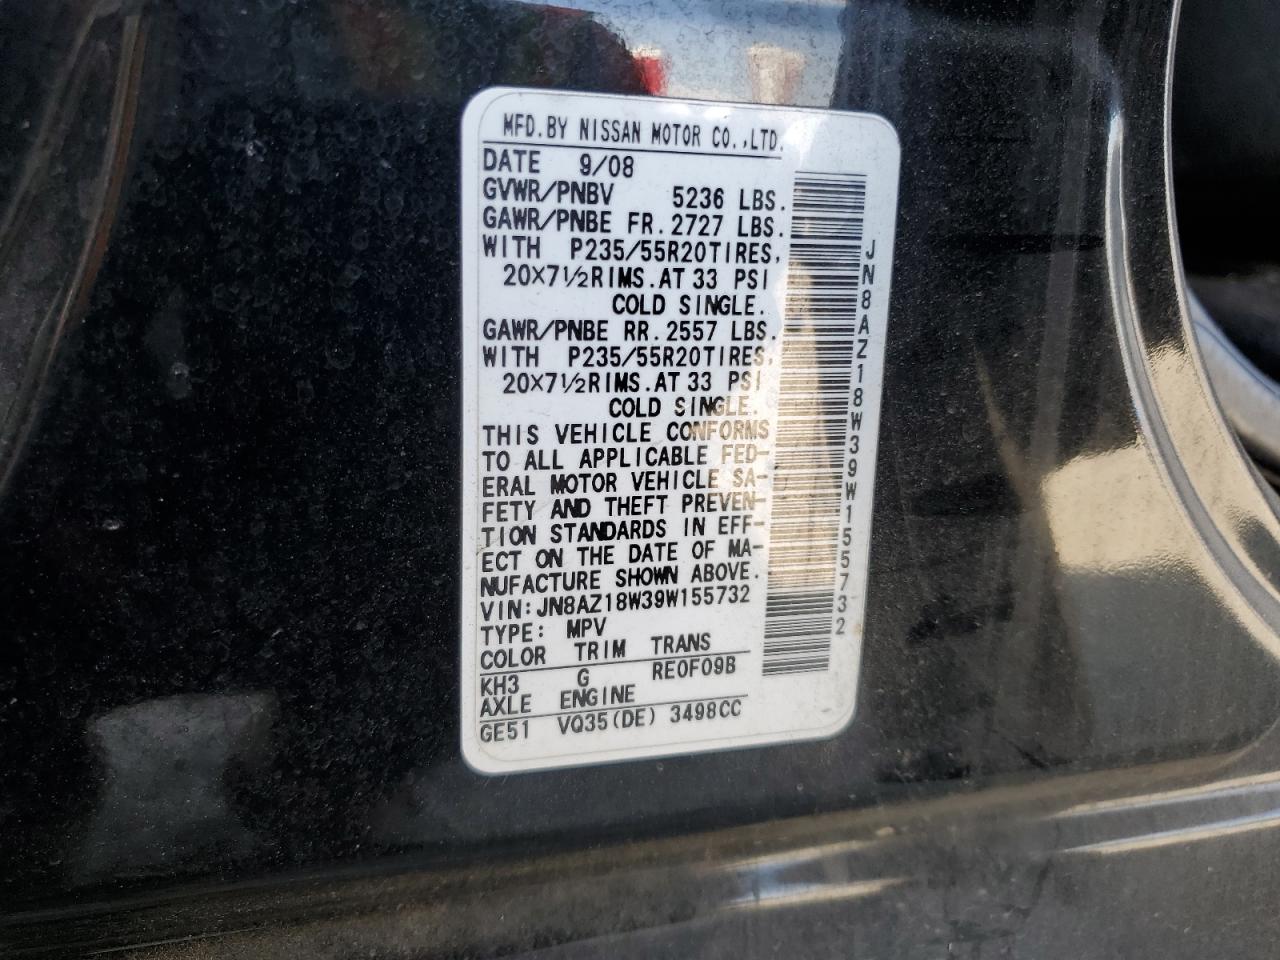 MFD.BY NISSAN MOTOR CO.,LTD.
DATE 9/08
GVWR/PNBV 5236 LBS.
GAWR/PNBE FR.2727 LBS.
WITH P235/55R20TIRES,
20×7½RIMS.AT 33 PSI
COLD SINGLE.
GAWR/PNBE RR.2557 LBS.
WITH P235/55R20TIRES,
20×7½RIMS.AT 33 PSI
COLD SINGLE.
THIS VEHICLE CONFORMS
TO ALL APPLICABLE FED-
ERAL MOTOR VEHICLE SA-
FETY AND THEFT PREVEN-
TION STANDARDS IN EFF-
ECT ON THE DATE OF MA-
NUFACTURE SHOWN ABOVE.
VIN:JN8AZ18W39W155732
TYPE: MPV
COLOR TRIM TRANS
KH3 G RE0F09B
AXLE ENGINE
GE51 VQ35(DE) 3498CC
JN8AZ18W39W155732